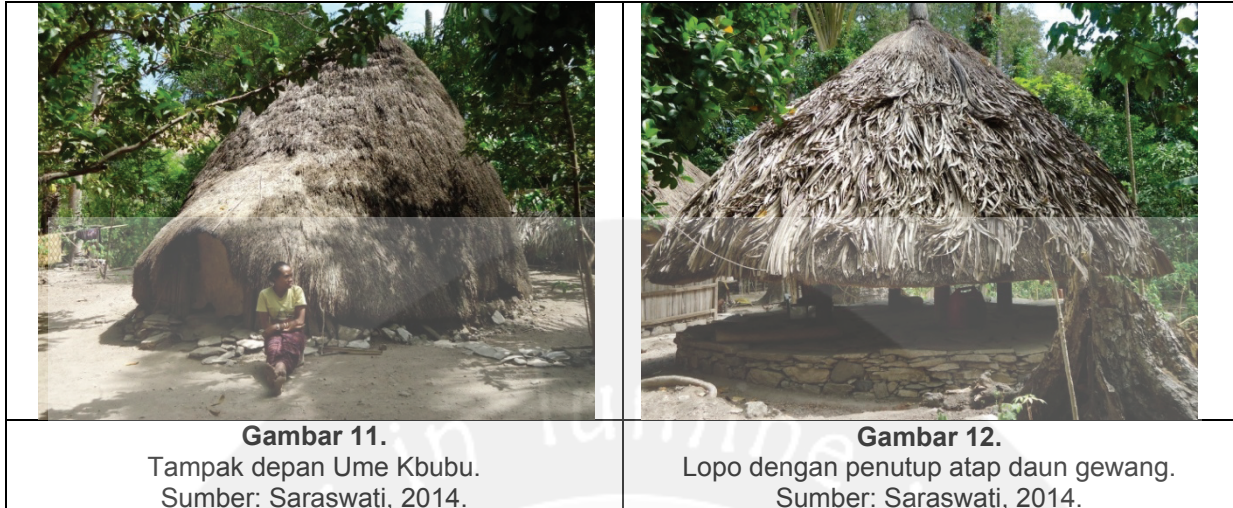 Gambar 11.
Tampak depan Ume Kbubu.
Sumber: Saraswati, 2014.
Gambar 12.
Lopo dengan penutup atap daun gewang.
Sumber: Saraswati, 2014.